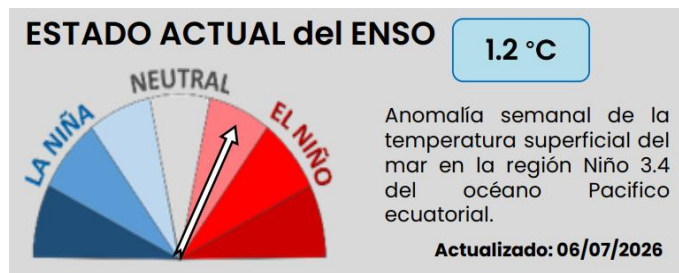 ESTADO ACTUAL del ENSO
1.2 °C
NEUTRAL
LA NIÑA
EL NIÑO
Anomalía semanal de la
temperatura superficial del
mar en la región Niño 3.4
del océano Pacifico
ecuatorial.
Actualizado: 06/07/2026